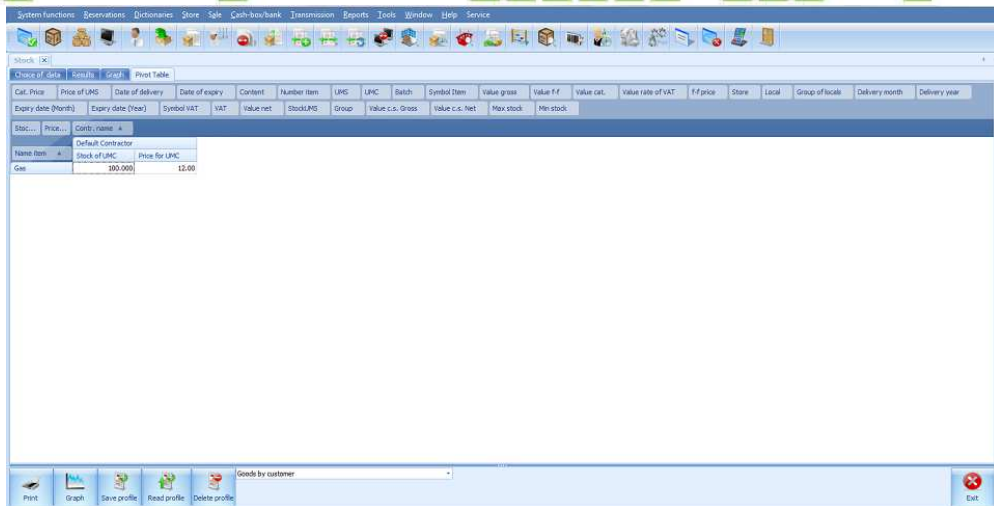 System functions Reservations Dictionaries Store Sale Cash-box/bank Transmission Reports Tools Window Help Service
Stock
Choice of data Results Graph Pivot Table
Cat. Price Price of UMS Date of delivery Date of expiry Content Number item UMS UMC Batch Symbol Item Value gross Value f-f Value cat. Value rate of VAT f-f price Store Local Group of locals Delivery month Delivery year
Expiry date (Month) Expiry date (Year) Symbol VAT VAT Value net StockUMS Group Value c.s. Gross Value c.s. Net Max stock Min stock
Stoc... Price... Contr. name
Default Contractor
Name item Stock of UMC Price for UMC
Gas 100.000 12.00
Goods by customer
Print Graph Save profile Read profile Delete profile Exit